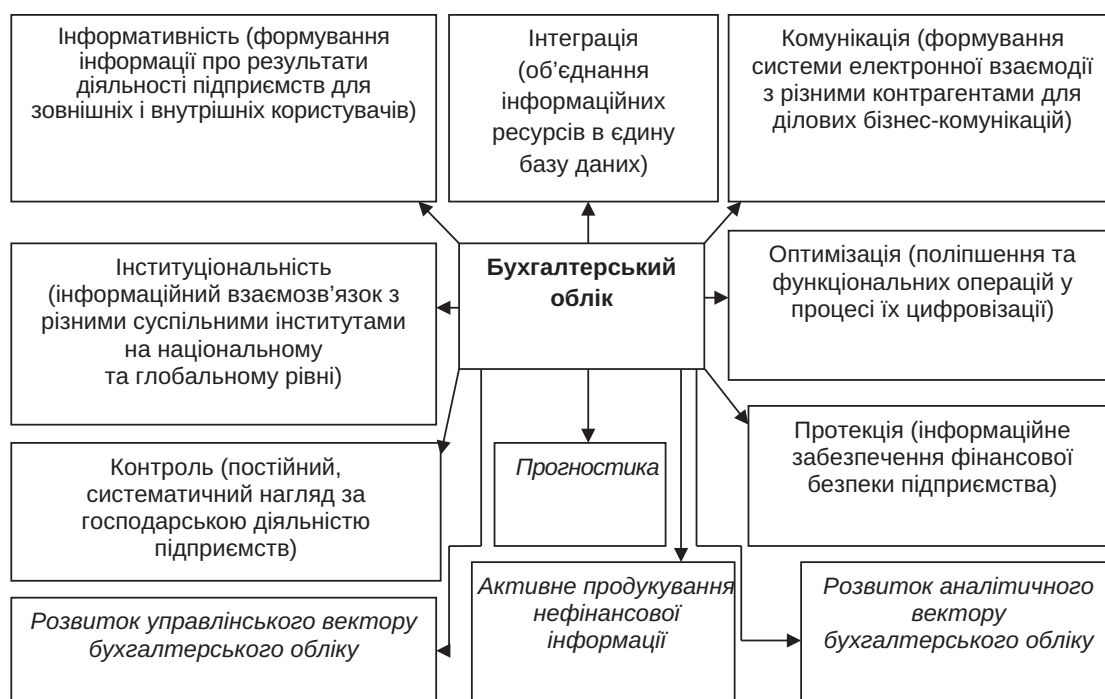 Інформативність (формування
інформації про результати
діяльності підприємств для
зовнішніх і внутрішніх користувачів)
Інтеграція
(об’єднання
інформаційних
ресурсів в єдину
базу даних)
Комунікація (формування
системи електронної взаємодії
з різними контрагентами для
ділових бізнес-комунікацій)
Інституціональність
(інформаційний взаємозв’язок з
різними суспільними інститутами
на національному
та глобальному рівні)
Бухгалтерський
облік
Оптимізація (поліпшення та
функціональних операцій у
процесі їх цифровізації)
Контроль (постійний,
систематичний нагляд за
господарською діяльністю
підприємств)
Прогностика
Протекція (інформаційне
забезпечення фінансової
безпеки підприємства)
Розвиток управлінського вектору
бухгалтерського обліку
Активне продукування
нефінансової
інформації
Розвиток аналітичного
вектору
бухгалтерського обліку